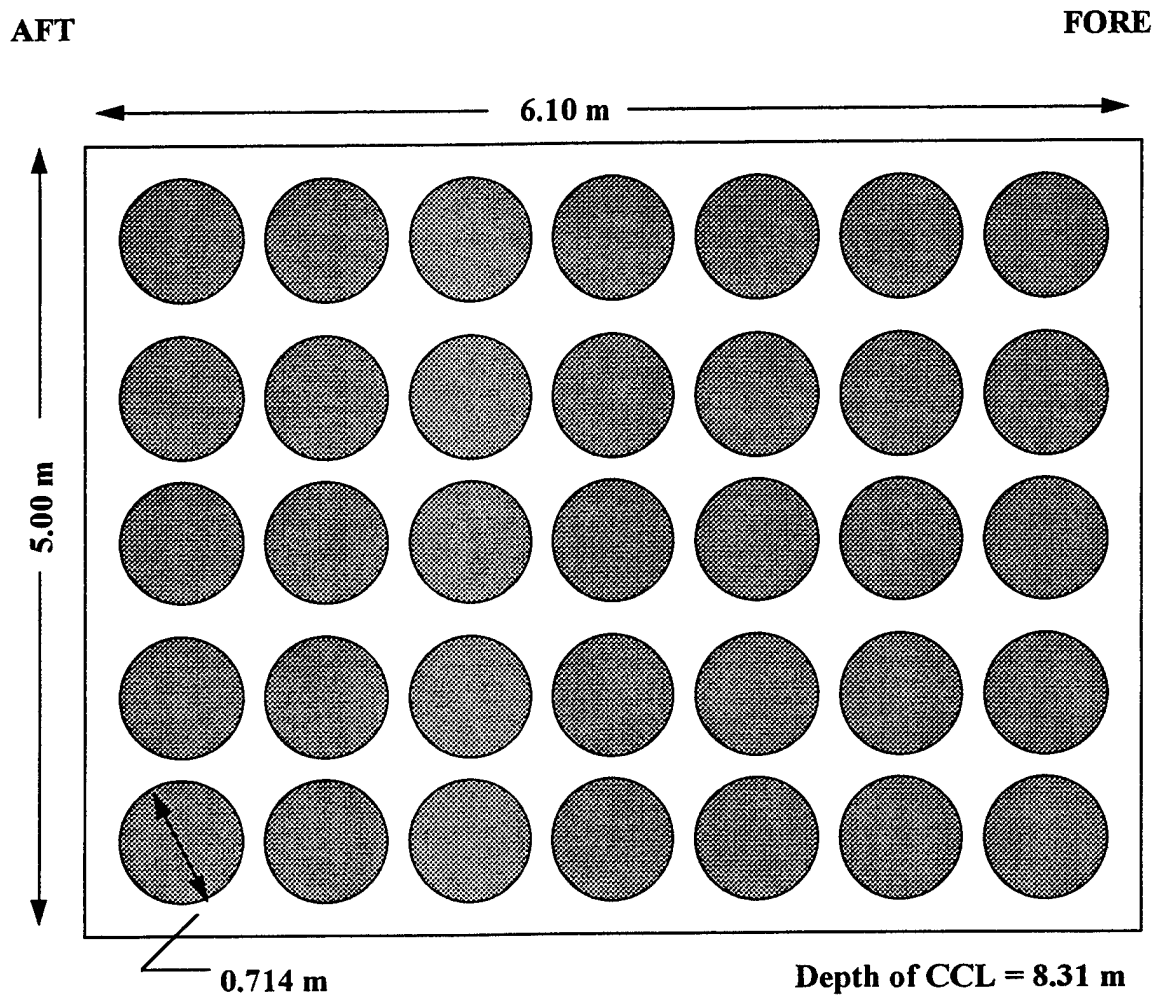 AFT
FORE
6.10 m
5.00 m
0.714 m
Depth of CCL = 8.31 m